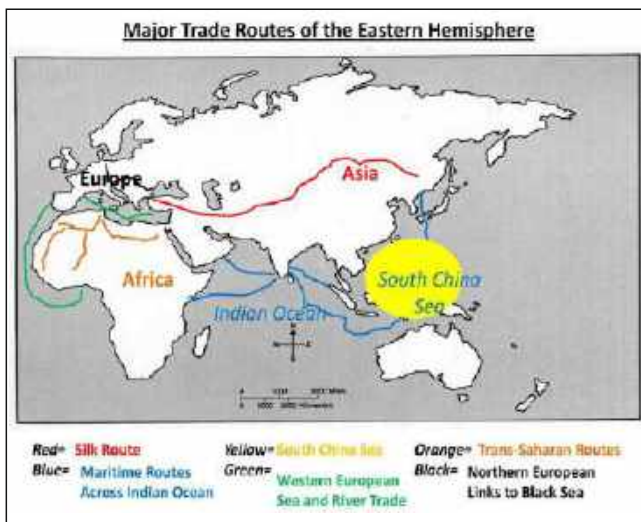 Major Trade Routes of the Eastern Hemisphere
Europe
Asia
Africa
South China
Sea
Indian Ocean
Red= Silk Route
Yellow= South China Sea
Orange= Trans-Saharan Routes
Blue= Maritime Routes
Across Indian Ocean
Green= Western European
Sea and River Trade
Black= Northern European
Links to Black Sea